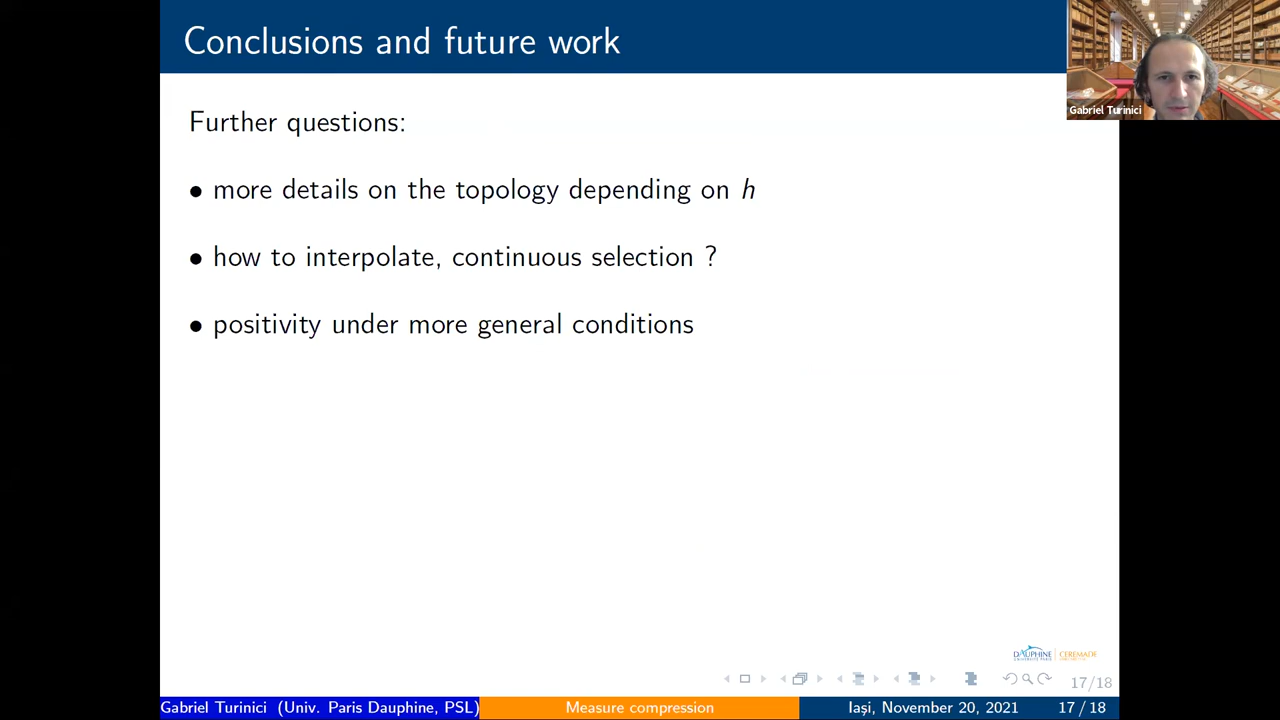 Conclusions and future work
Gabriel Turinici
Further questions:
• more details on the topology depending on h
• how to interpolate, continuous selection ?
• positivity under more general conditions
DAUPHINE | CEREMADE
17/18
Gabriel Turinici (Univ. Paris Dauphine, PSL)
Measure compression
Iași, November 20, 2021
17 / 18